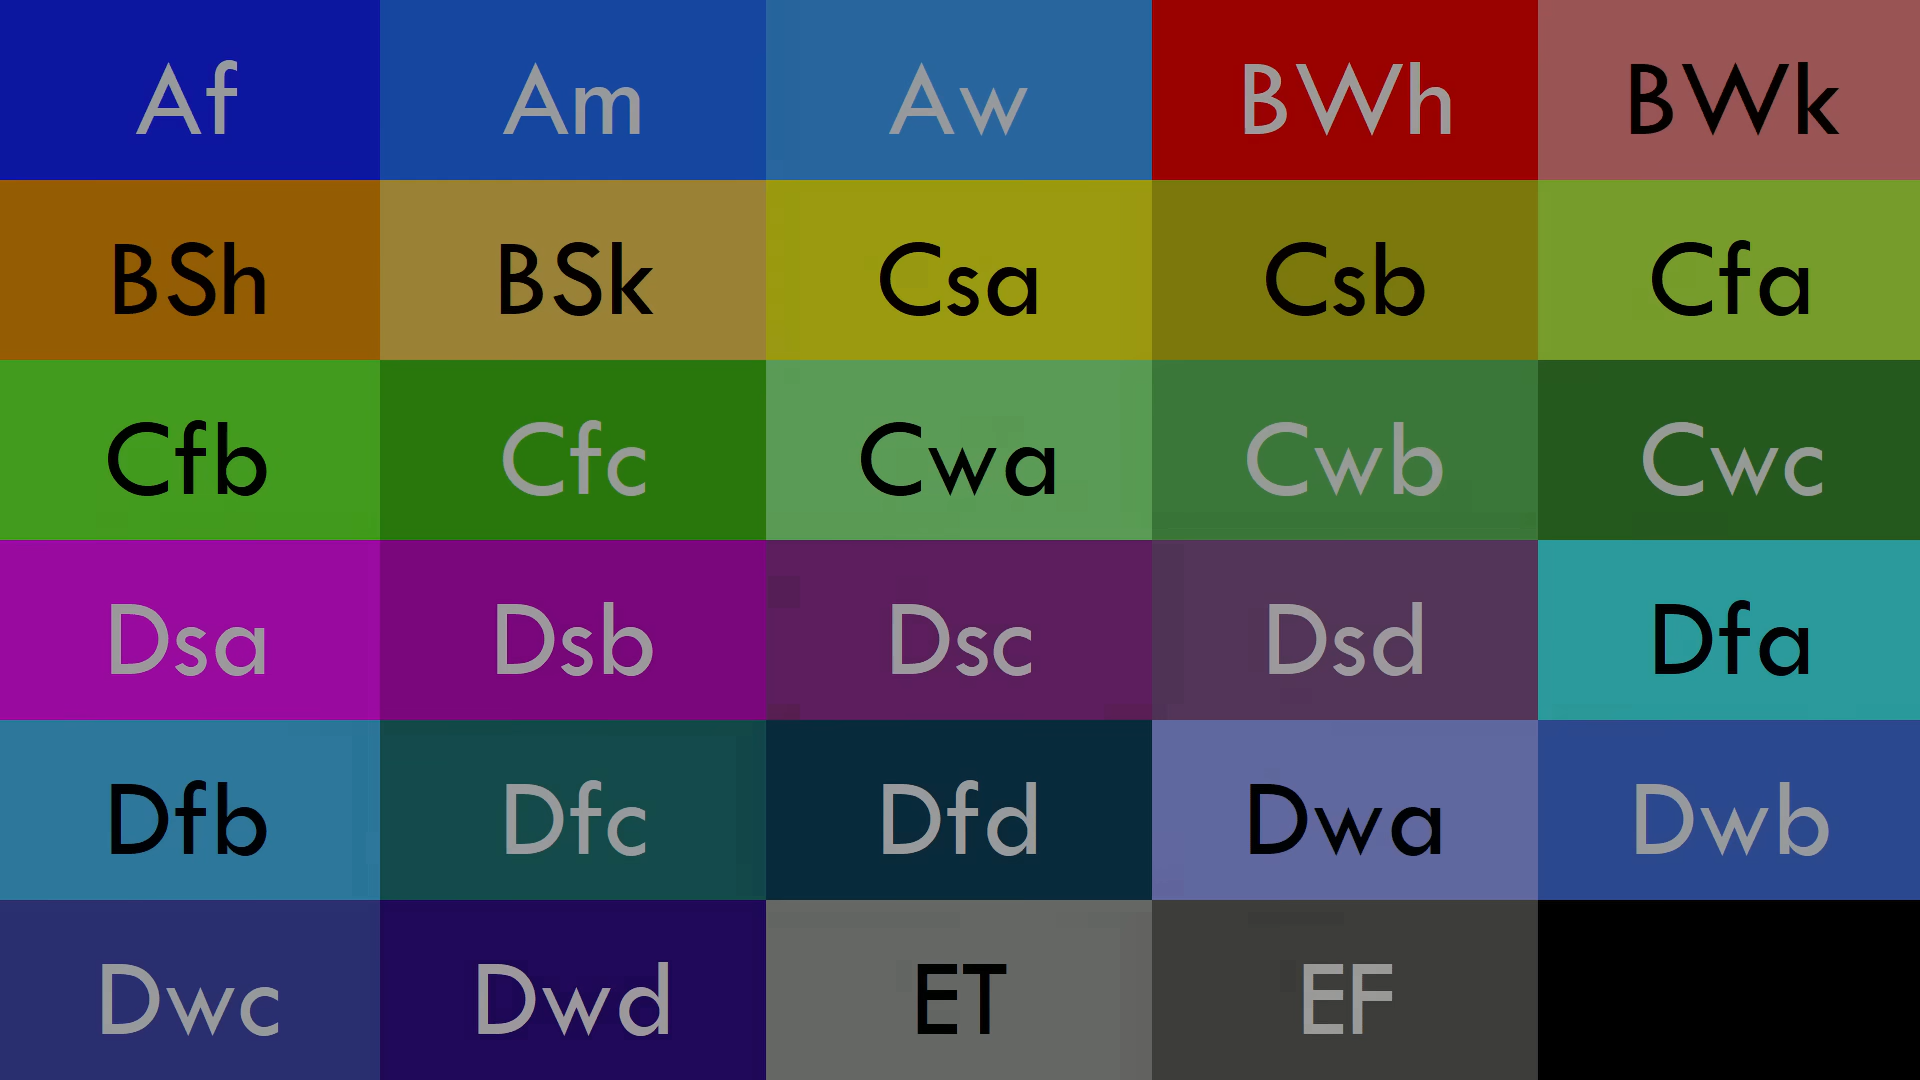 Af Am Aw BWh BWk
BSh BSk Csa Csb Cfa
Cfb Cfc Cwa Cwb Cwc
Dsa Dsb Dsc Dsd Dfa
Dfb Dfc Dfd Dwa Dwb
Dwc Dwd ET EF